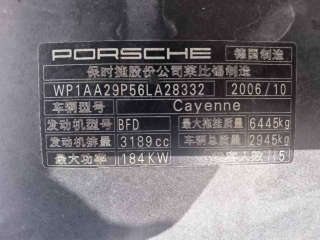 PORSCHE 德国制造
保时捷股份公司莱比锡制造
WP1AA29P56LA28332 2006/10
车辆型号 Cayenne
发动机型号 BFD 最大拖挂质量 6445kg
发动机排量 3189cc 最大总质量 2945kg
最大功率 184KW 乘座人数 5